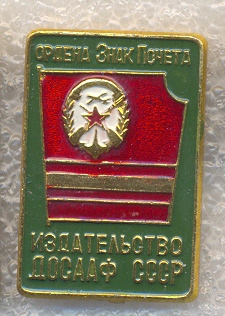 ОРДЕНА ЗНАК ПОЧЕТА
ИЗДАТЕЛЬСТВО
ДОСААФ СССР